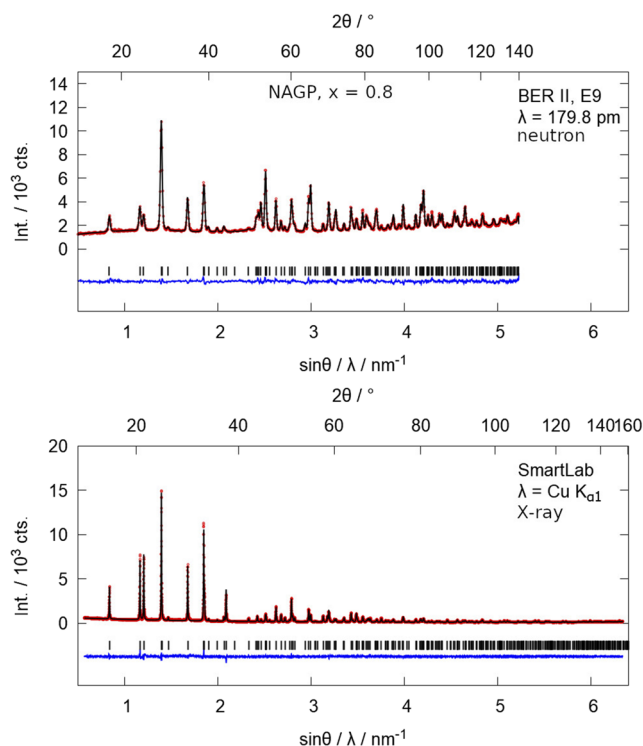 2θ / °
20 40 60 80 100 120 140
NAGP, x = 0.8
BER II, E9
λ = 179.8 pm
neutron
Int. / 10³ cts.
14
12
10
8
6
4
2
0
1 2 3 4 5 6
sinθ / λ / nm⁻¹
2θ / °
20 40 60 80 100 120 140 160
SmartLab
λ = Cu Kα1
X-ray
Int. / 10³ cts.
20
15
10
5
0
1 2 3 4 5 6
sinθ / λ / nm⁻¹